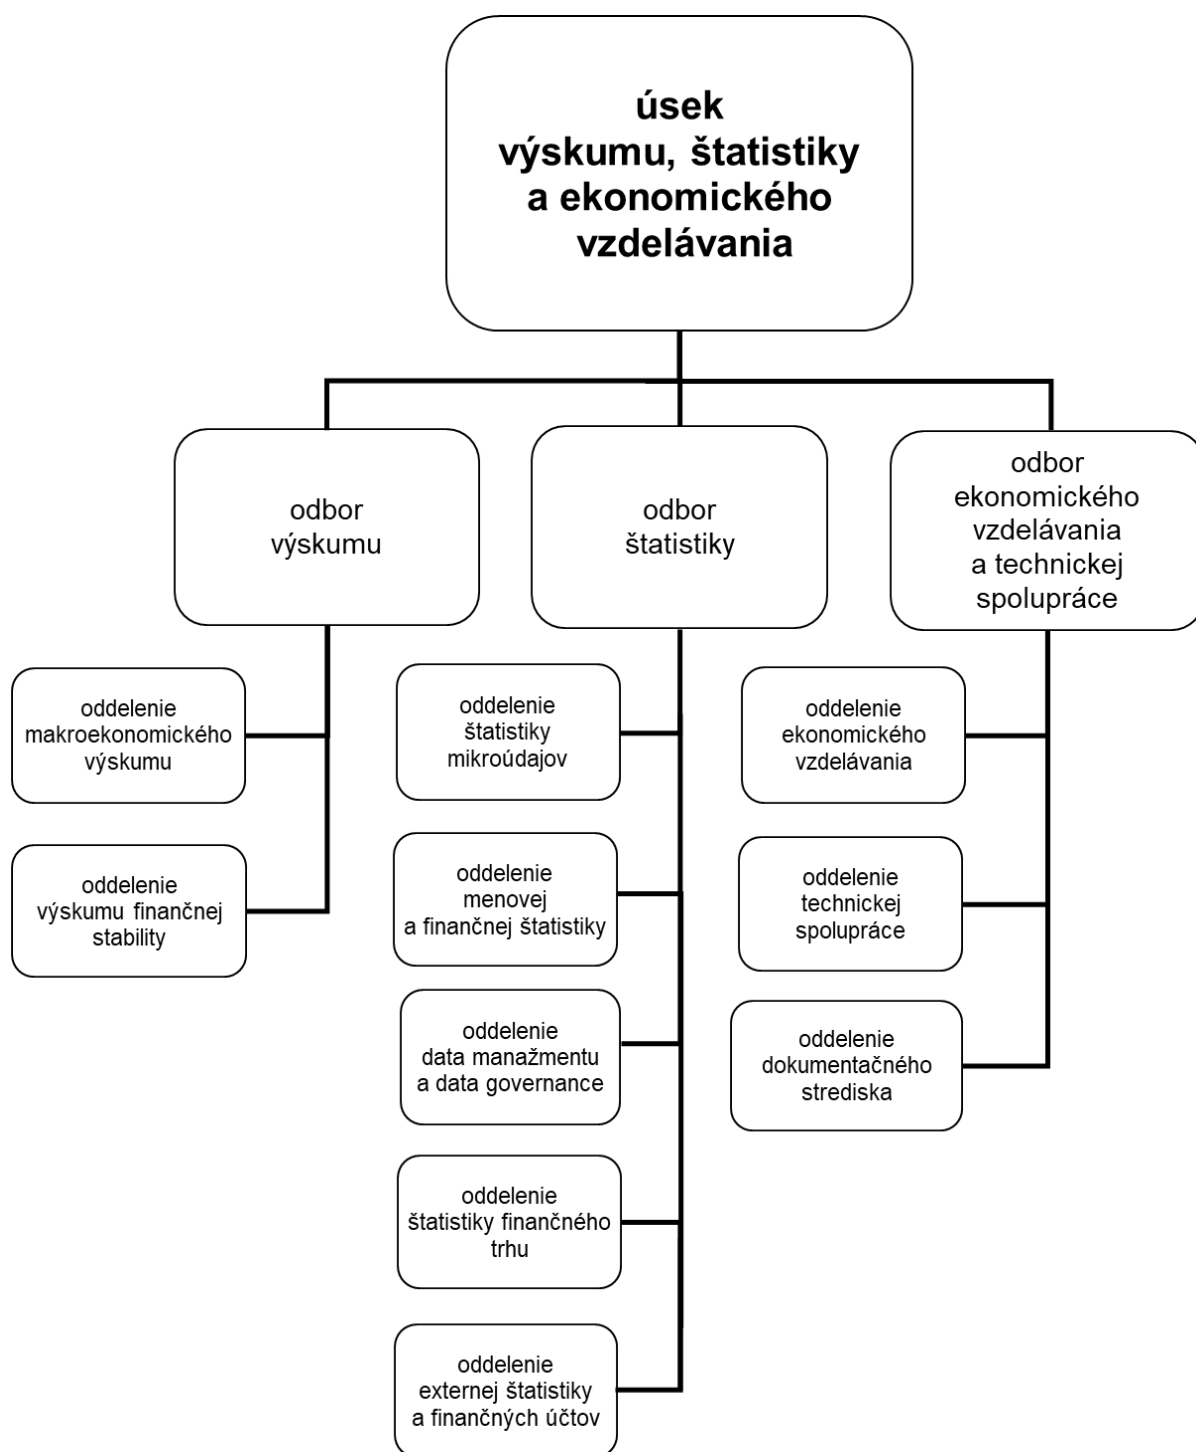 úsek
výskumu, štatistiky
a ekonomického
vzdelávania
odbor
výskumu
odbor
štatistiky
odbor
ekonomického
vzdelávania
a technickej
spolupráce
oddelenie
makroekonomického
výskumu
oddelenie
výskumu finančnej
stability
oddelenie
štatistiky
mikroúdajov
oddelenie
menovej
a finančnej štatistiky
oddelenie
data manažmentu
a data governance
oddelenie
štatistiky finančného
trhu
oddelenie
externej štatistiky
a finančných účtov
oddelenie
ekonomického
vzdelávania
oddelenie
technickej
spolupráce
oddelenie
dokumentačného
strediska